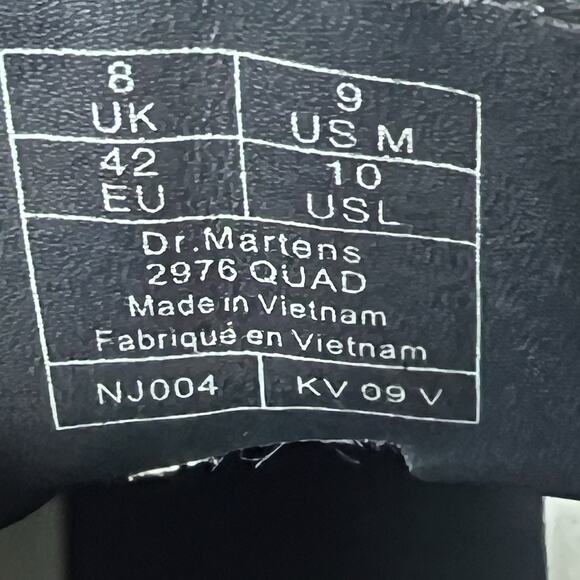 8 UK
9 US M
42 EU
10 USL
Dr.Martens
2976 QUAD
Made in Vietnam
Fabriqué en Vietnam
NJ004
KV 09 V